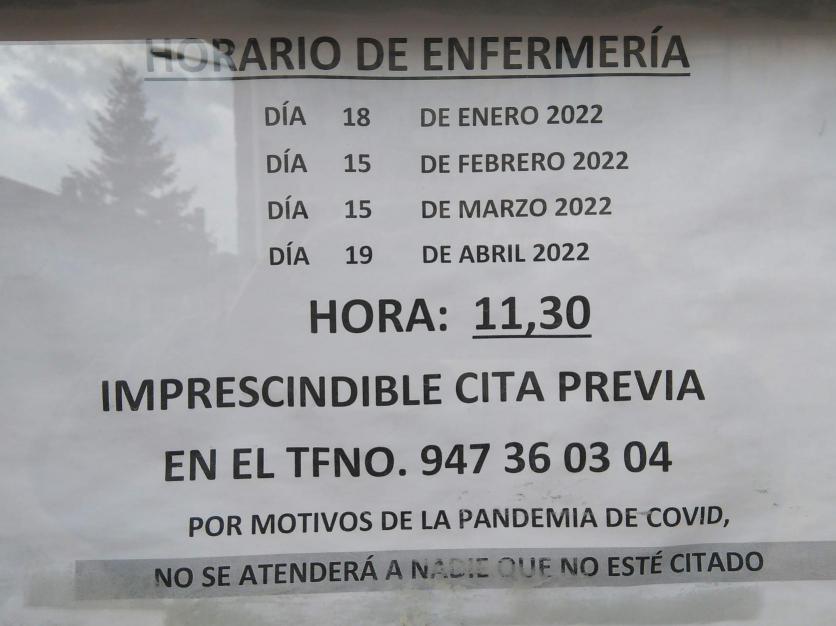 HORARIO DE ENFERMERÍA
DÍA 18 DE ENERO 2022
DÍA 15 DE FEBRERO 2022
DÍA 15 DE MARZO 2022
DÍA 19 DE ABRIL 2022
HORA: 11,30
IMPRESCINDIBLE CITA PREVIA
EN EL TFNO. 947 36 03 04
POR MOTIVOS DE LA PANDEMIA DE COVID,
NO SE ATENDERÁ A NADIE QUE NO ESTÉ CITADO